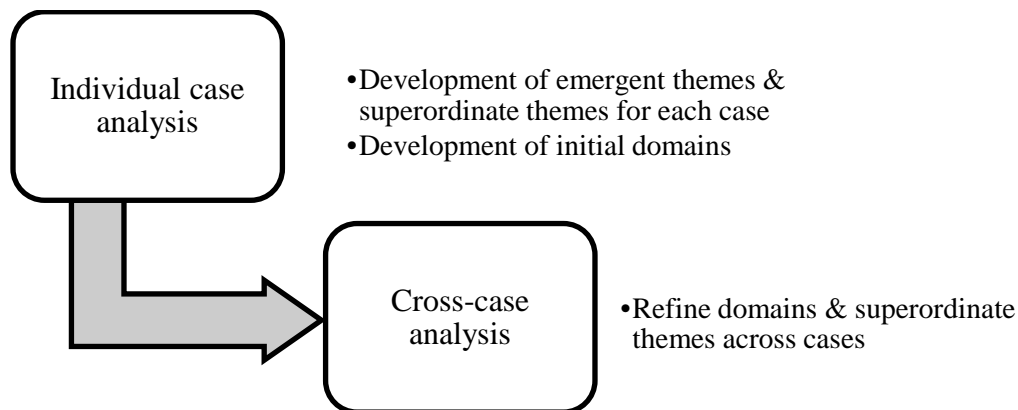 Individual case
analysis
•Development of emergent themes &
superordinate themes for each case
•Development of initial domains
Cross-case
analysis
•Refine domains & superordinate
themes across cases